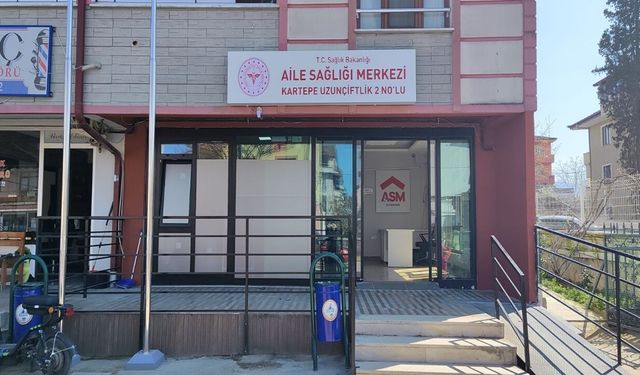 T.C. Sağlık Bakanlığı
AİLE SAĞLIĞI MERKEZİ
KARTEPE UZUNÇİFTLİK 2 NO'LU
ASM